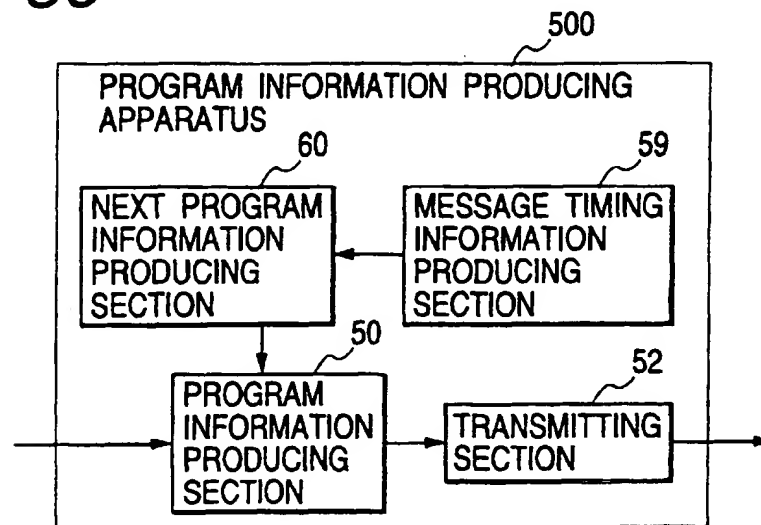 500
PROGRAM INFORMATION PRODUCING
APPARATUS
60
59
NEXT PROGRAM
INFORMATION
PRODUCING
SECTION
MESSAGE TIMING
INFORMATION
PRODUCING
SECTION
50
52
PROGRAM
INFORMATION
PRODUCING
SECTION
TRANSMITTING
SECTION